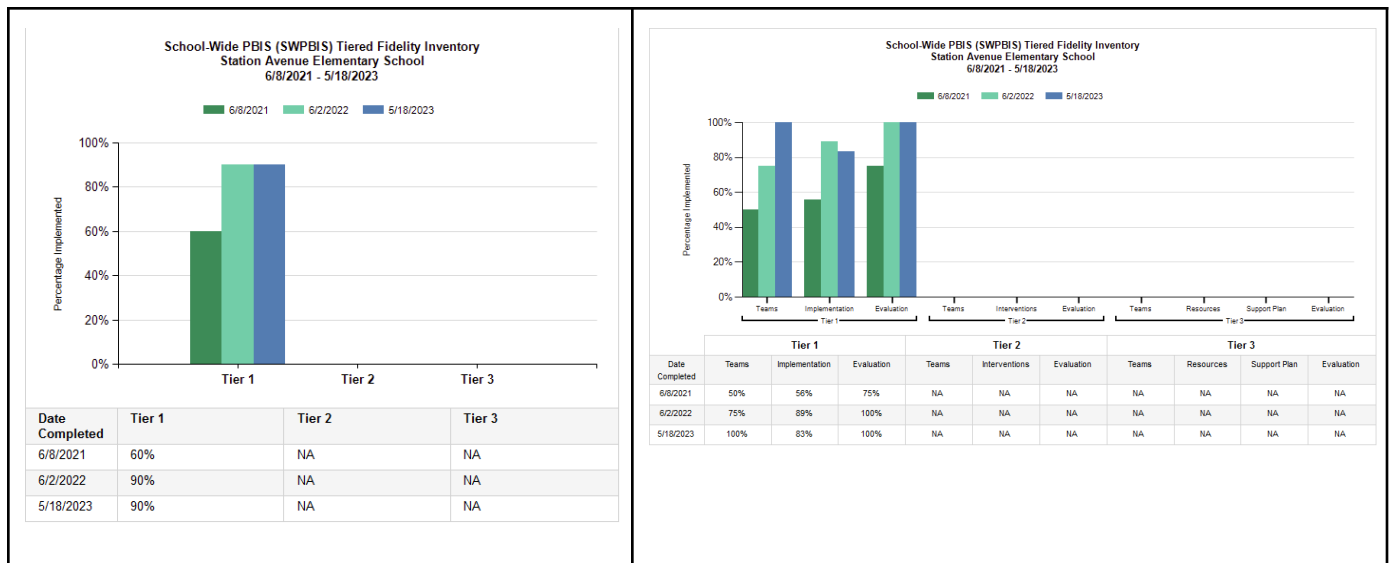 School-Wide PBIS (SWPBIS) Tiered Fidelity Inventory
Station Avenue Elementary School
6/8/2021 - 5/18/2023
6/8/2021 6/2/2022 5/18/2023
100%
80%
60%
40%
20%
0%
Percentage Implemented
Tier 1 Tier 2 Tier 3
Date Completed Tier 1 Tier 2 Tier 3
6/8/2021 60% NA NA
6/2/2022 90% NA NA
5/18/2023 90% NA NA
School-Wide PBIS (SWPBIS) Tiered Fidelity Inventory
Station Avenue Elementary School
6/8/2021 - 5/18/2023
6/8/2021 6/2/2022 5/18/2023
100%
80%
60%
40%
20%
0%
Percentage Implemented
Teams Implementation Evaluation Teams Interventions Evaluation Teams Resources Support Plan Evaluation
Tier 1 Tier 2 Tier 3
Tier 1 Tier 2 Tier 3
Date Completed Teams Implementation Evaluation Teams Interventions Evaluation Teams Resources Support Plan Evaluation
6/8/2021 50% 56% 75% NA NA NA NA NA NA NA
6/2/2022 75% 89% 100% NA NA NA NA NA NA NA
5/18/2023 100% 83% 100% NA NA NA NA NA NA NA